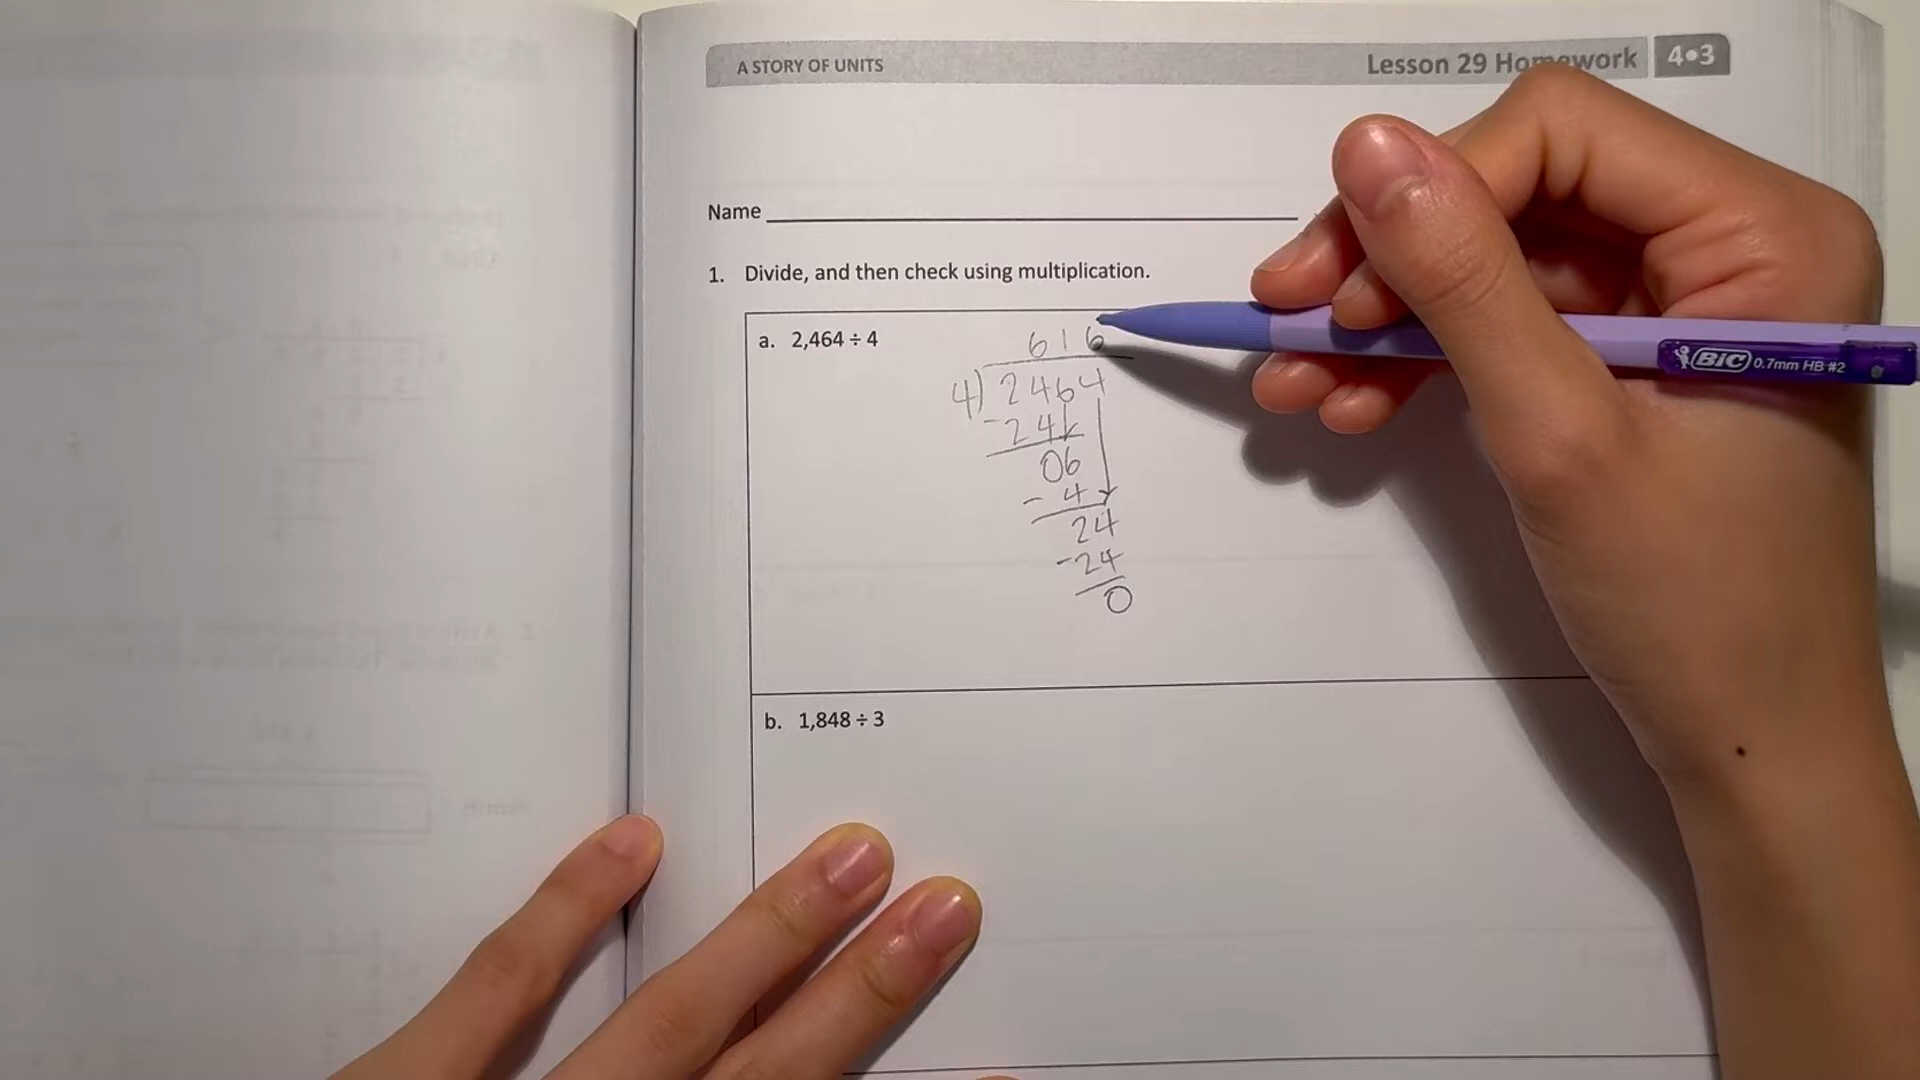 A STORY OF UNITS
Lesson 29 Homework 4•3
Name
1. Divide, and then check using multiplication.
a. 2,464 ÷ 4
616
4)2464
-24
06
-4
24
-24
0
BIC 0.7mm HB #2
b. 1,848 ÷ 3